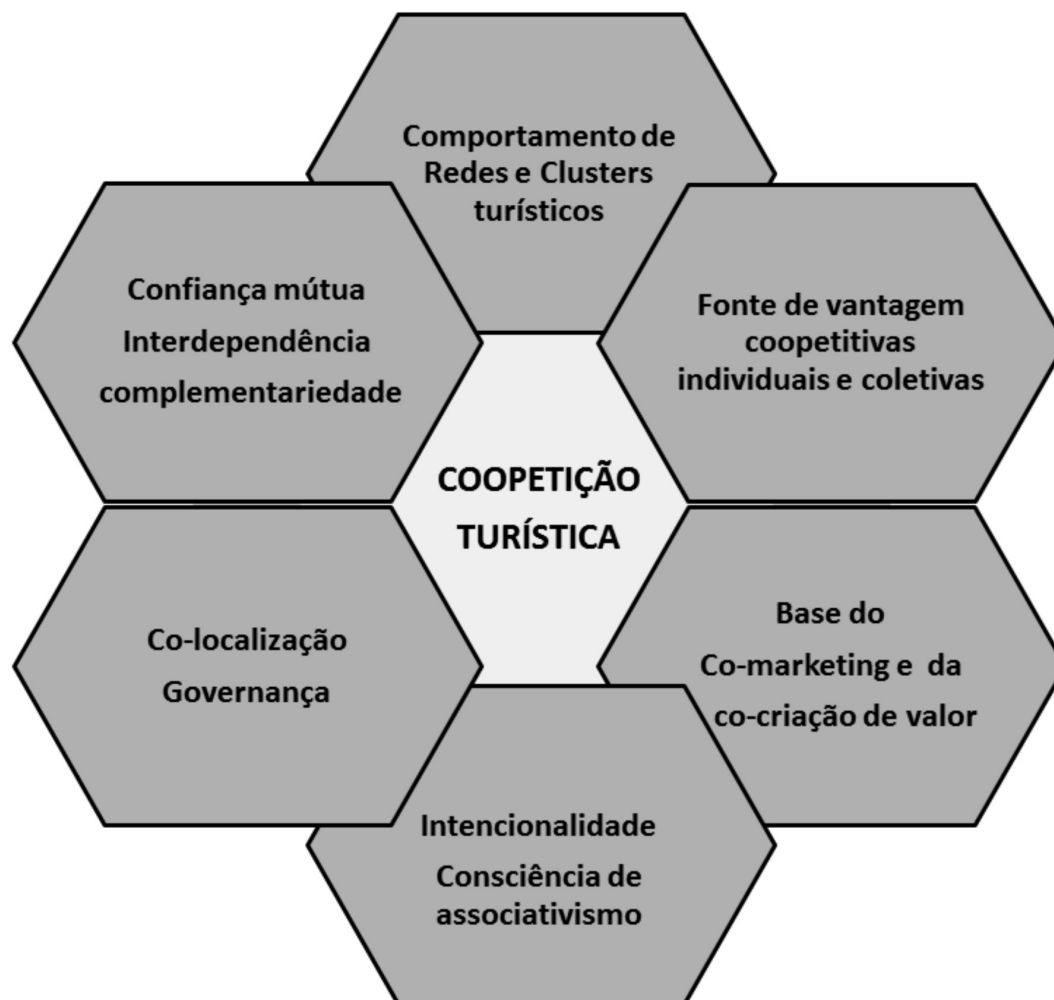 Comportamento de
Redes e Clusters
turísticos
Confiança mútua
Interdependência
complementariedade
Fonte de vantagem
coopetitivas
individuais e coletivas
COOPETIÇÃO
TURÍSTICA
Co-localização
Governança
Base do
Co-marketing e da
co-criação de valor
Intencionalidade
Consciência de
associativismo